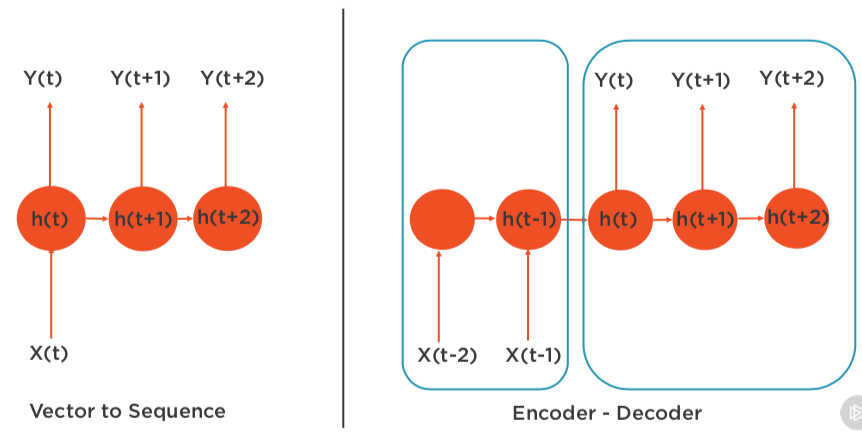 Y(t) Y(t+1) Y(t+2)
h(t) h(t+1) h(t+2)
X(t)
Vector to Sequence
Y(t) Y(t+1) Y(t+2)
h(t-1) h(t) h(t+1) h(t+2)
X(t-2) X(t-1)
Encoder - Decoder